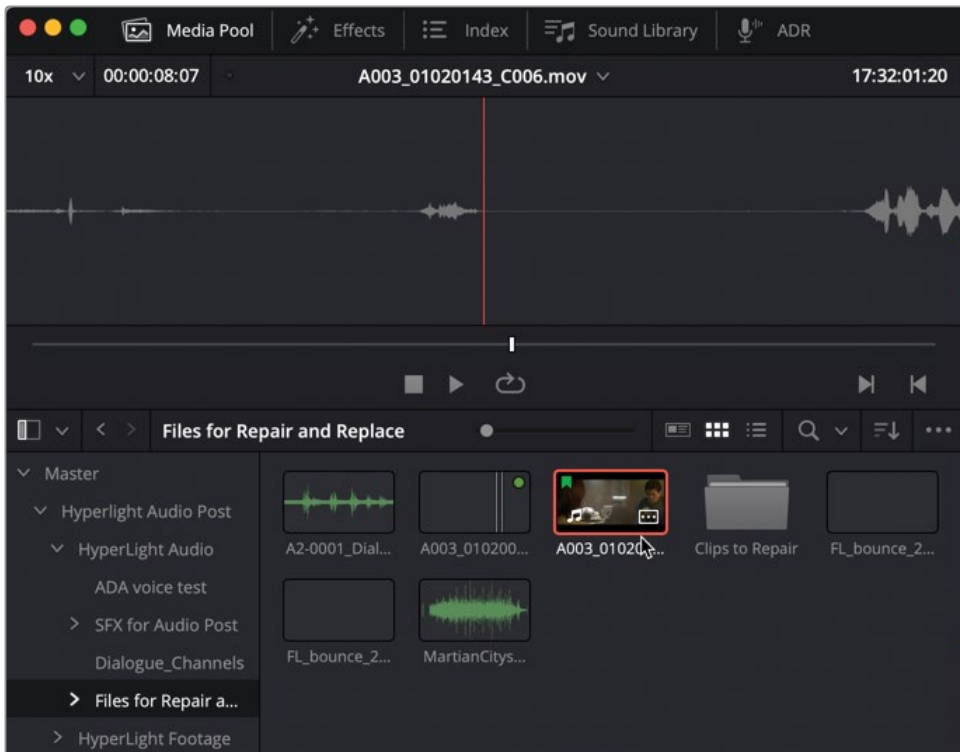 Media Pool Effects Index Sound Library ADR
10x 00:00:08:07 A003_01020143_C006.mov 17:32:01:20
Files for Repair and Replace
Master
Hyperlight Audio Post
HyperLight Audio
ADA voice test
SFX for Audio Post
Dialogue_Channels
Files for Repair a...
HyperLight Footage
A2-0001_Dial... A003_010200... A003_01020... Clips to Repair FL_bounce_2...
FL_bounce_2... MartianCitys...